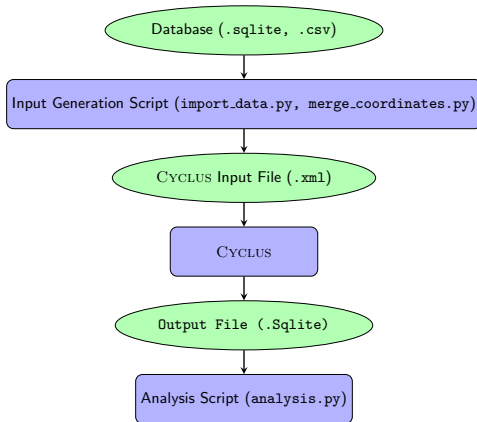 Database (.sqlite, .csv)
Input Generation Script (import_data.py, merge_coordinates.py)
CYCLUS Input File (.xml)
CYCLUS
Output File (.Sqlite)
Analysis Script (analysis.py)